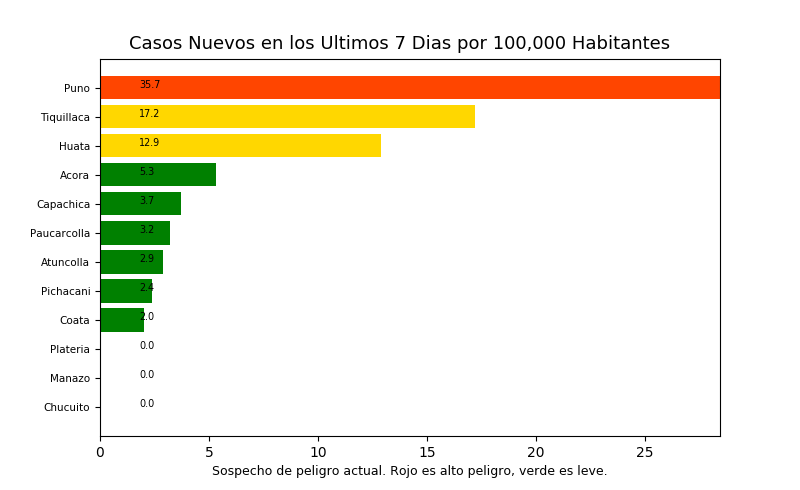 Casos Nuevos en los Ultimos 7 Dias por 100,000 Habitantes
Puno 35.7
Tiquillaca 17.2
Huata 12.9
Acora 5.3
Capachica 3.7
Paucarcolla 3.2
Atuncolla 2.9
Pichacani 2.4
Coata 2.0
Plateria 0.0
Manazo 0.0
Chucuito 0.0
0 5 10 15 20 25
Sospecho de peligro actual. Rojo es alto peligro, verde es leve.